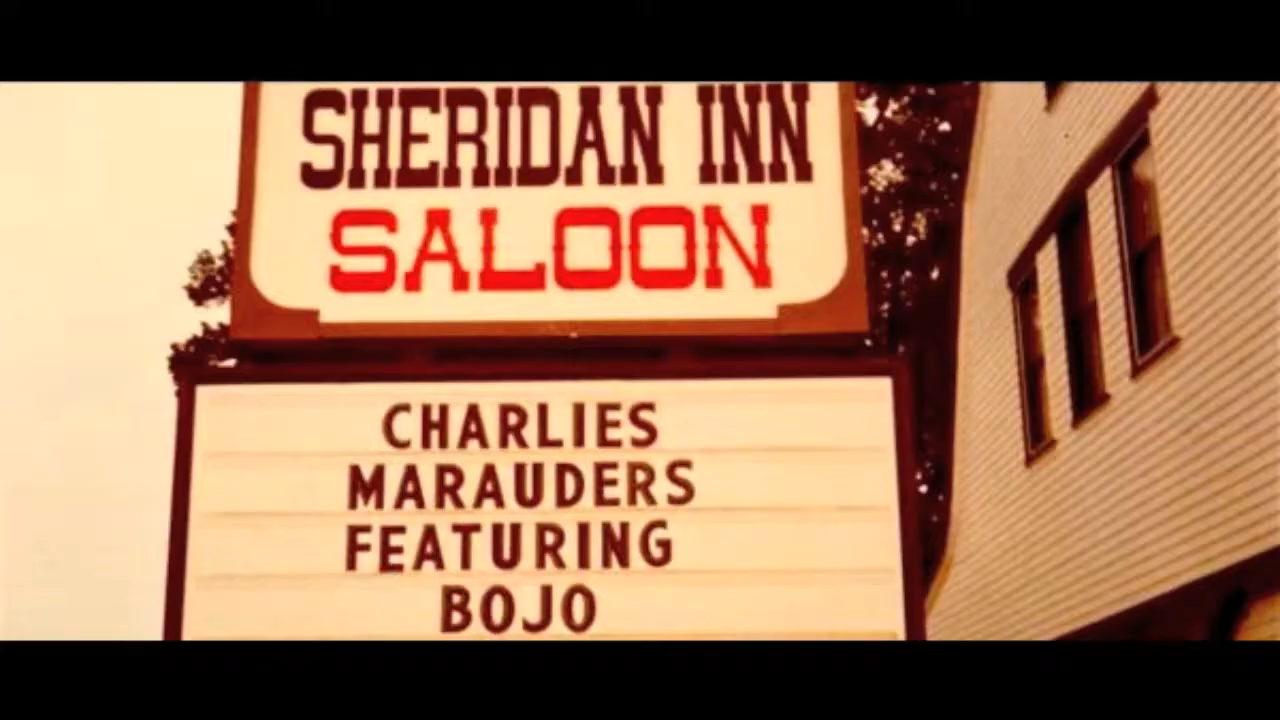 SHERIDAN INN
SALOON
CHARLIES
MARAUDERS
FEATURING
BOJO